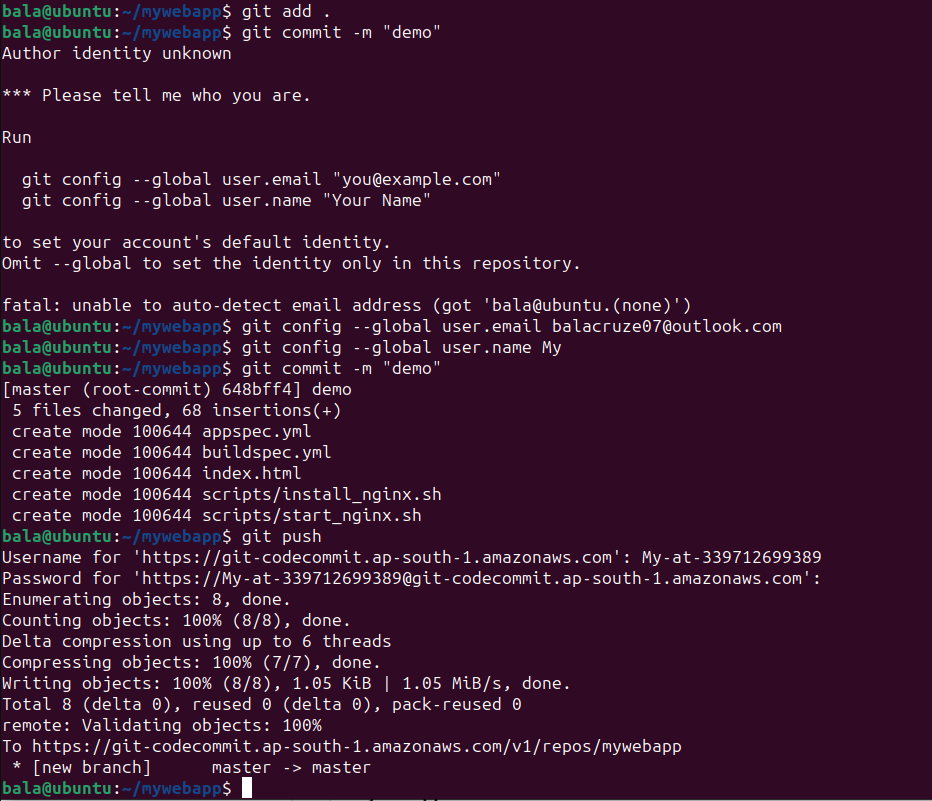 bala@ubuntu:~/mywebapp$ git add .
bala@ubuntu:~/mywebapp$ git commit -m "demo"
Author identity unknown
*** Please tell me who you are.
Run
  git config --global user.email "you@example.com"
  git config --global user.name "Your Name"
to set your account's default identity.
Omit --global to set the identity only in this repository.
fatal: unable to auto-detect email address (got 'bala@ubuntu.(none)')
bala@ubuntu:~/mywebapp$ git config --global user.email balacruze07@outlook.com
bala@ubuntu:~/mywebapp$ git config --global user.name My
bala@ubuntu:~/mywebapp$ git commit -m "demo"
[master (root-commit) 648bff4] demo
 5 files changed, 68 insertions(+)
 create mode 100644 appspec.yml
 create mode 100644 buildspec.yml
 create mode 100644 index.html
 create mode 100644 scripts/install_nginx.sh
 create mode 100644 scripts/start_nginx.sh
bala@ubuntu:~/mywebapp$ git push
Username for 'https://git-codecommit.ap-south-1.amazonaws.com': My-at-339712699389
Password for 'https://My-at-339712699389@git-codecommit.ap-south-1.amazonaws.com':
Enumerating objects: 8, done.
Counting objects: 100% (8/8), done.
Delta compression using up to 6 threads
Compressing objects: 100% (7/7), done.
Writing objects: 100% (8/8), 1.05 KiB | 1.05 MiB/s, done.
Total 8 (delta 0), reused 0 (delta 0), pack-reused 0
remote: Validating objects: 100%
To https://git-codecommit.ap-south-1.amazonaws.com/v1/repos/mywebapp
 * [new branch]      master -> master
bala@ubuntu:~/mywebapp$